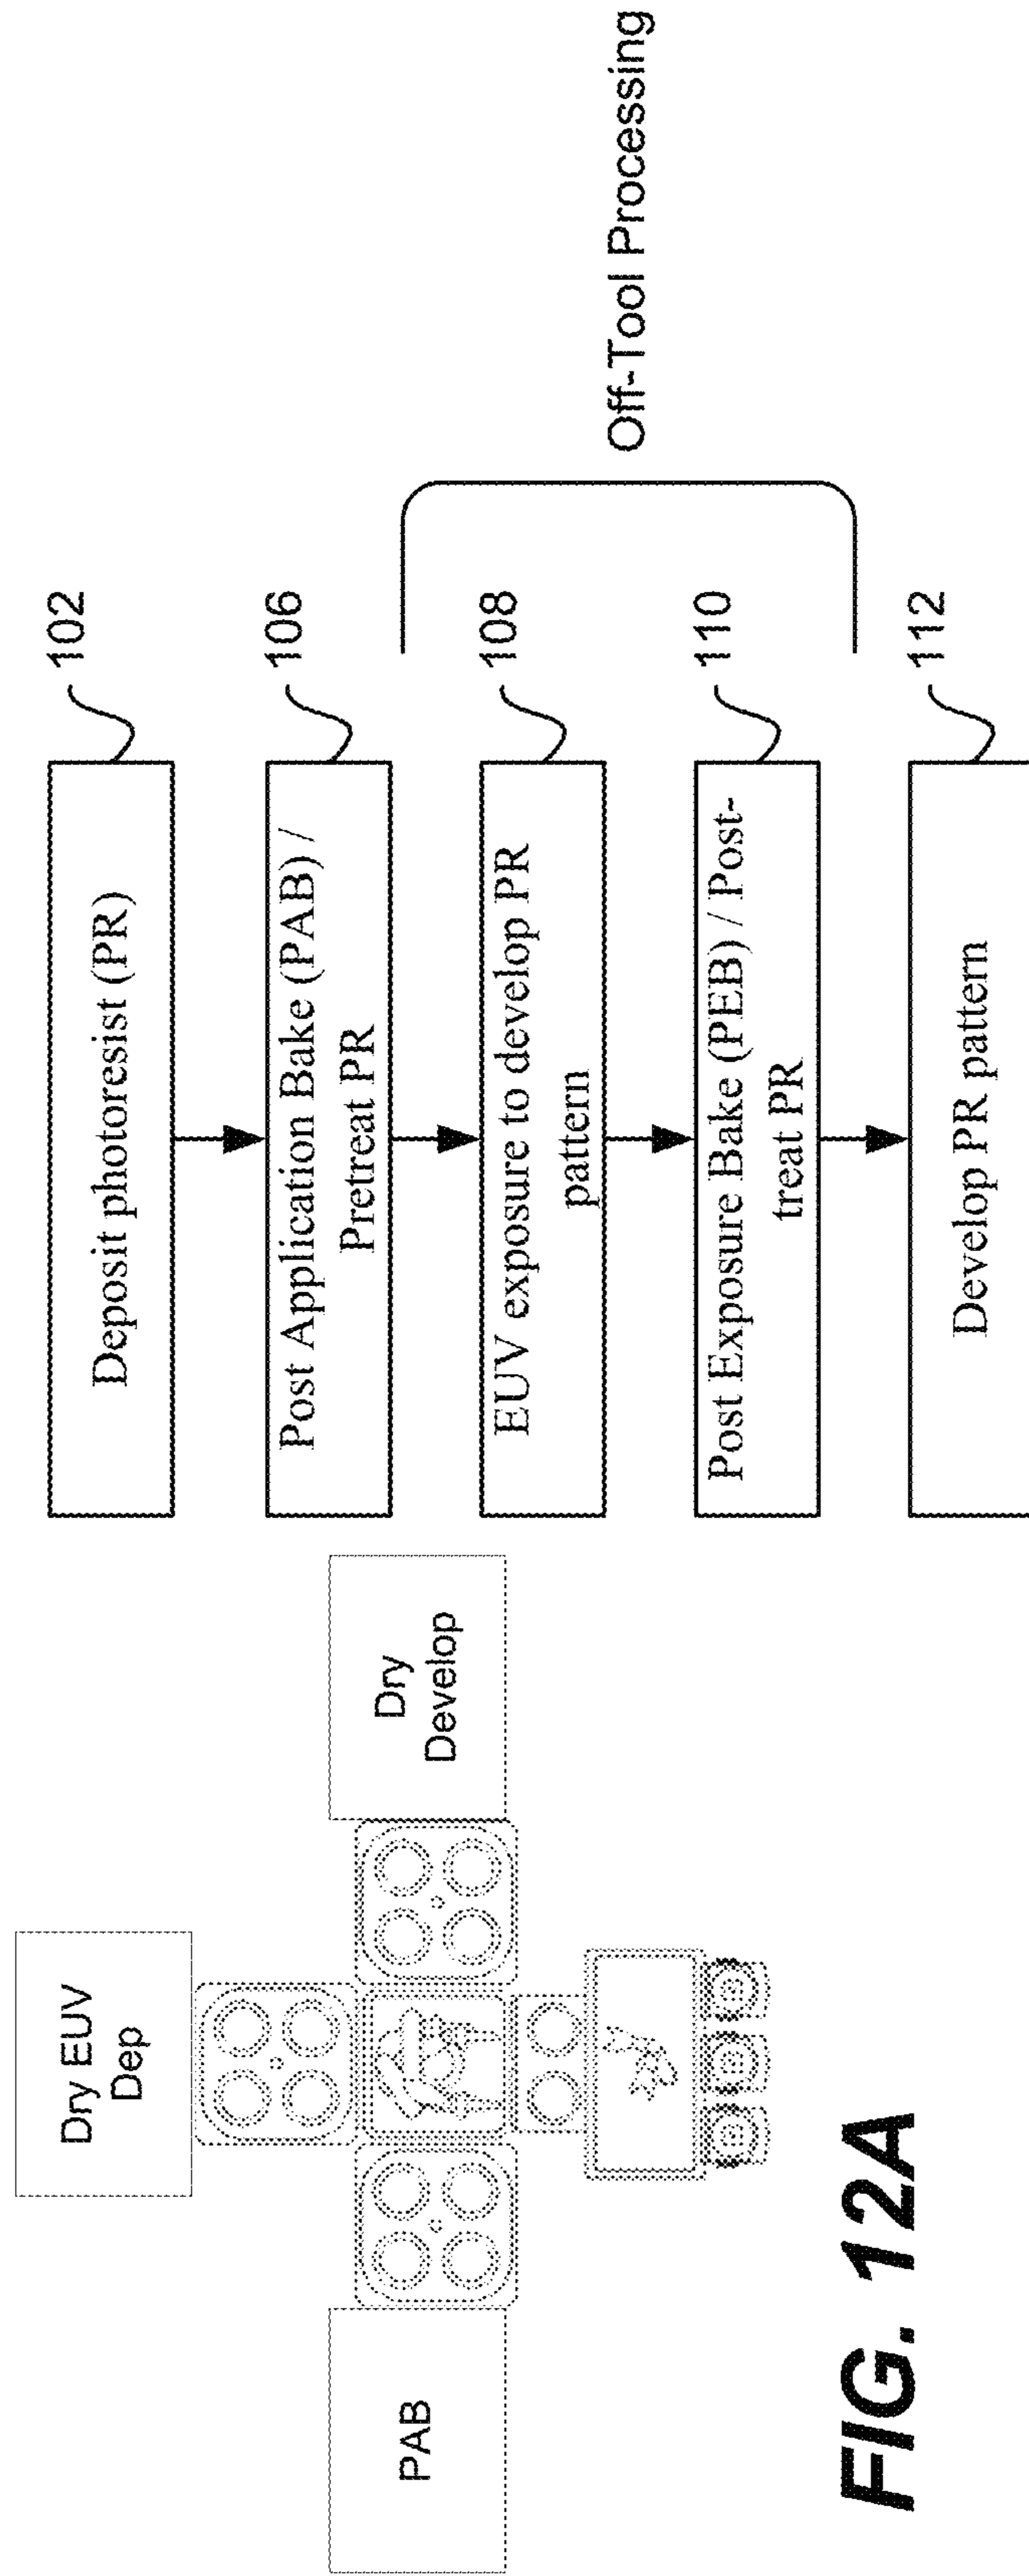 Dry EUV
Dep
PAB
Dry
Develop
FIG. 12A
Deposit photoresist (PR)
102
Post Application Bake (PAB) /
Pretreat PR
106
EUV exposure to develop PR
pattern
108
Post Exposure Bake (PEB) / Post-
treat PR
110
Develop PR pattern
112
Off-Tool Processing